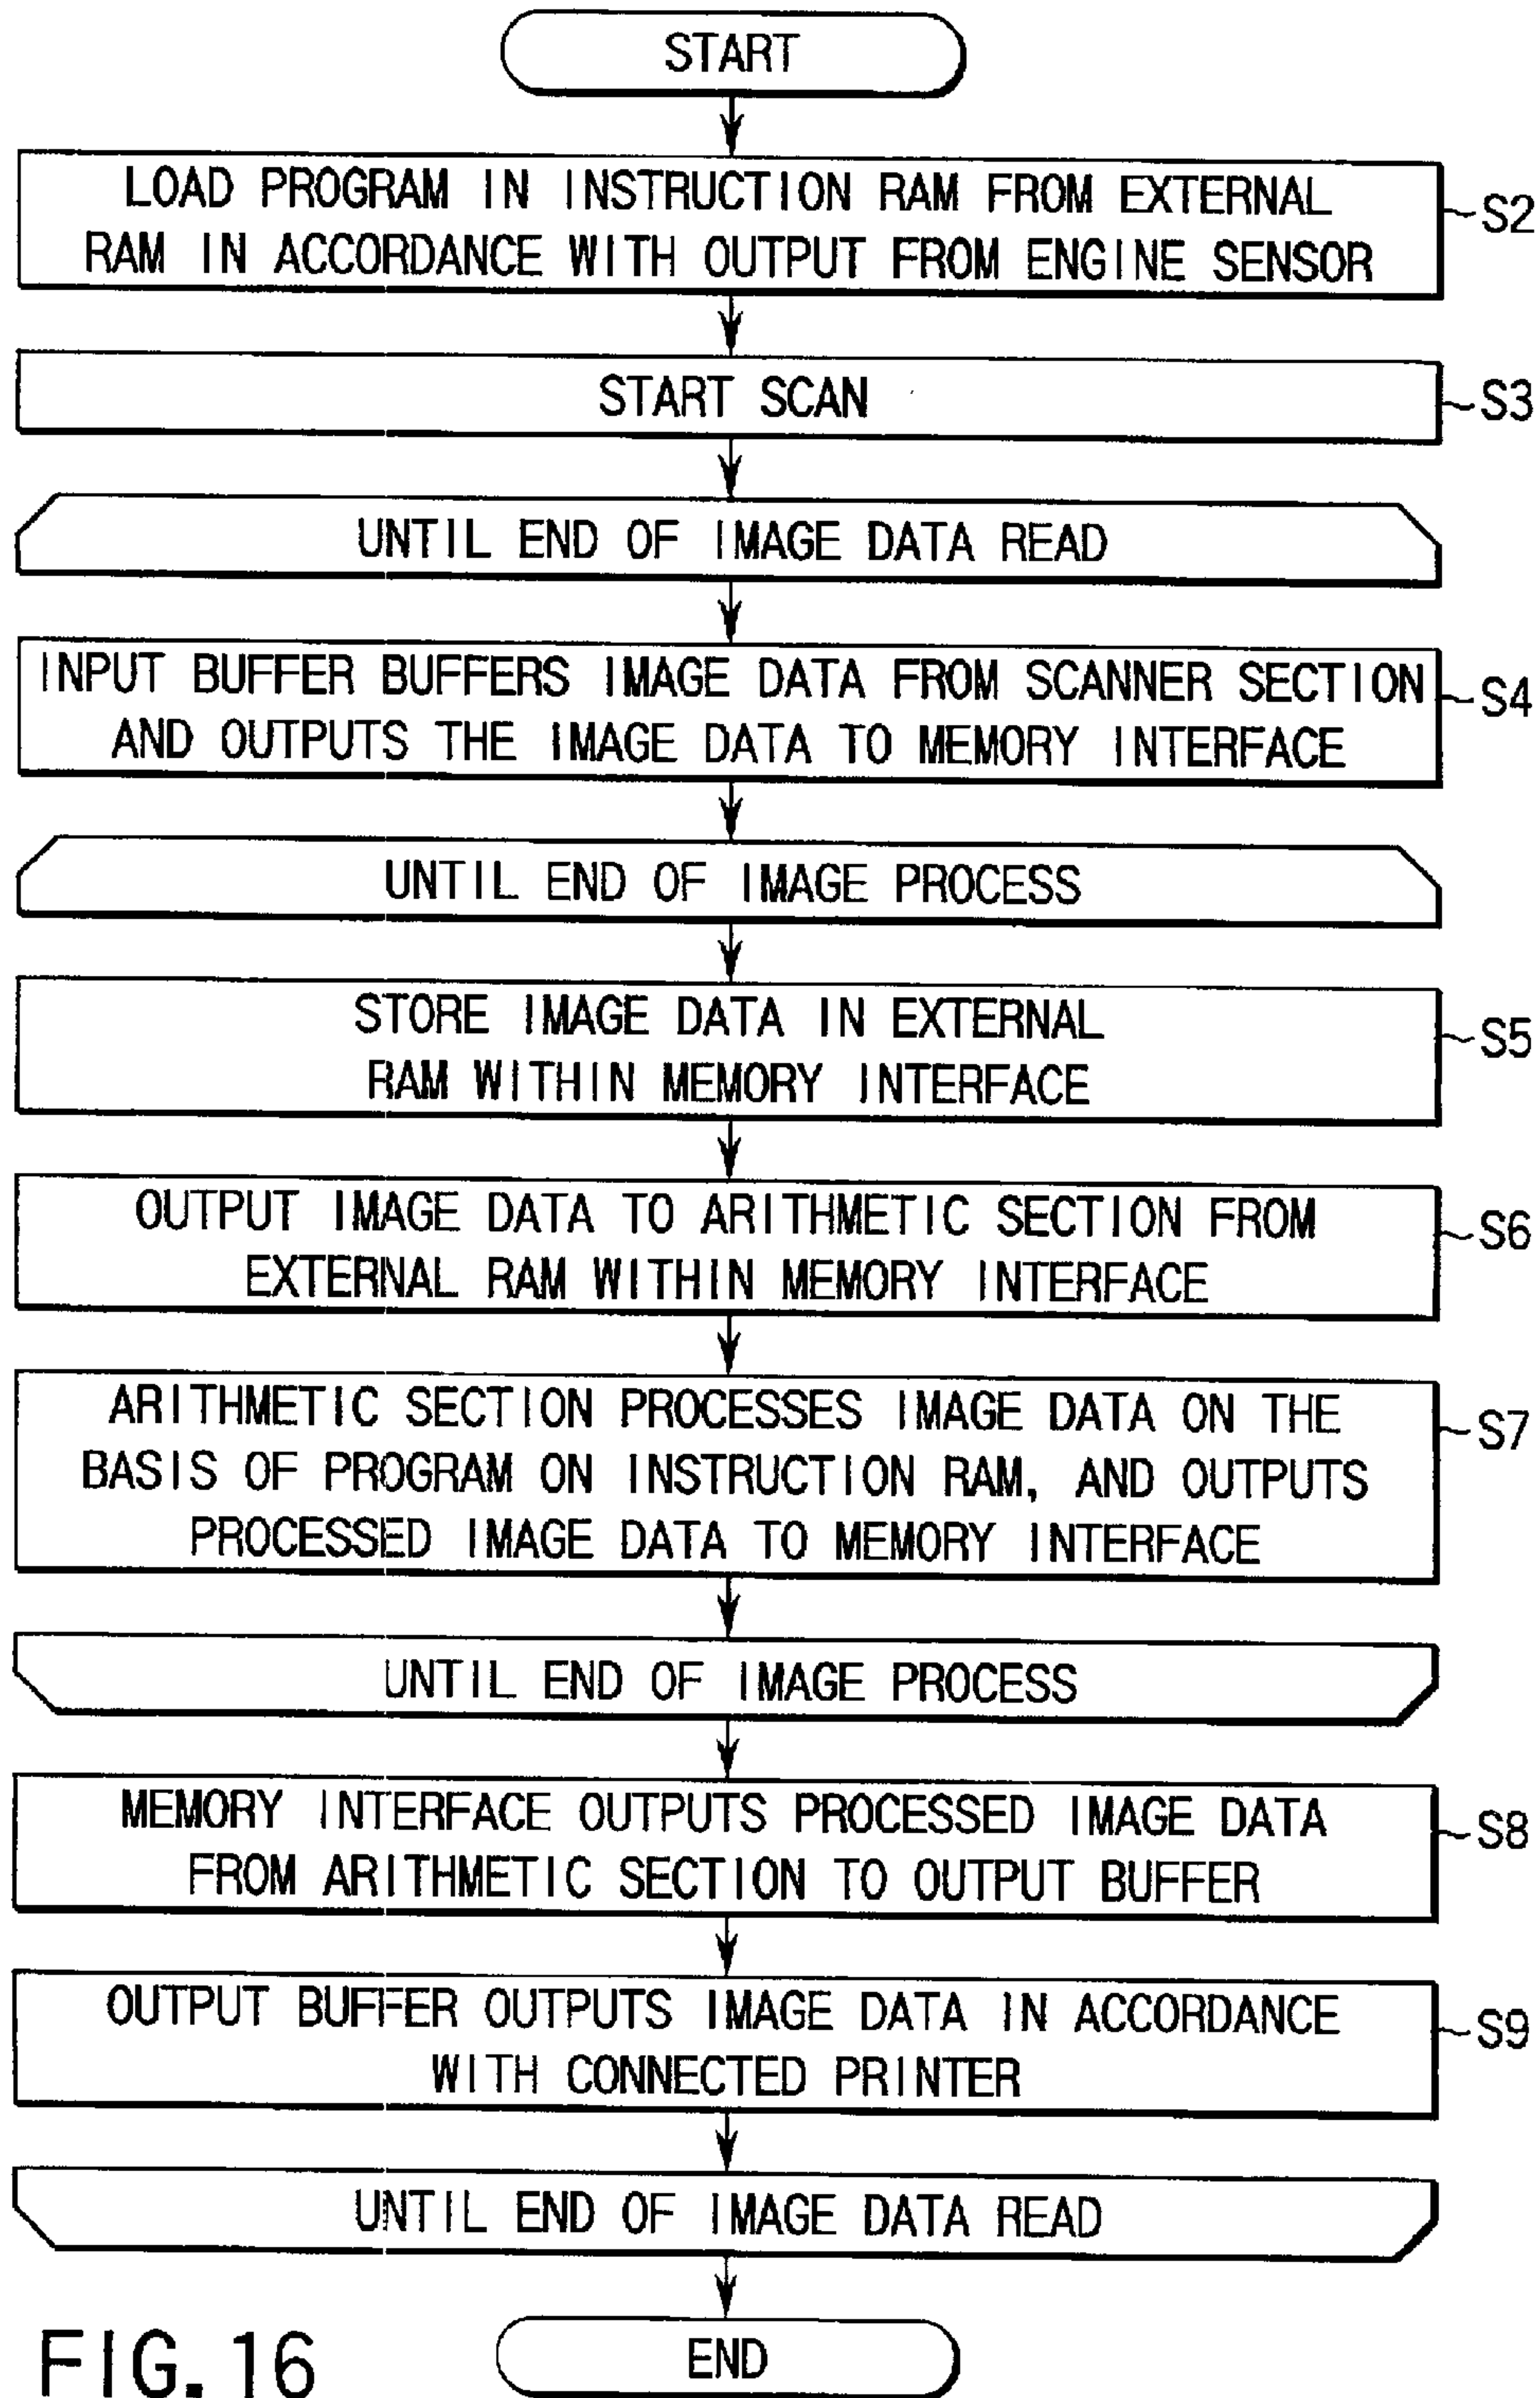 START
LOAD PROGRAM IN INSTRUCTION RAM FROM EXTERNAL
RAM IN ACCORDANCE WITH OUTPUT FROM ENGINE SENSOR
S2
START SCAN
S3
UNTIL END OF IMAGE DATA READ
INPUT BUFFER BUFFERS IMAGE DATA FROM SCANNER SECTION
AND OUTPUTS THE IMAGE DATA TO MEMORY INTERFACE
S4
UNTIL END OF IMAGE PROCESS
STORE IMAGE DATA IN EXTERNAL
RAM WITHIN MEMORY INTERFACE
S5
OUTPUT IMAGE DATA TO ARITHMETIC SECTION FROM
EXTERNAL RAM WITHIN MEMORY INTERFACE
S6
ARITHMETIC SECTION PROCESSES IMAGE DATA ON THE
BASIS OF PROGRAM ON INSTRUCTION RAM, AND OUTPUTS
PROCESSED IMAGE DATA TO MEMORY INTERFACE
S7
UNTIL END OF IMAGE PROCESS
MEMORY INTERFACE OUTPUTS PROCESSED IMAGE DATA
FROM ARITHMETIC SECTION TO OUTPUT BUFFER
S8
OUTPUT BUFFER OUTPUTS IMAGE DATA IN ACCORDANCE
WITH CONNECTED PRINTER
S9
UNTIL END OF IMAGE DATA READ
END
FIG. 16